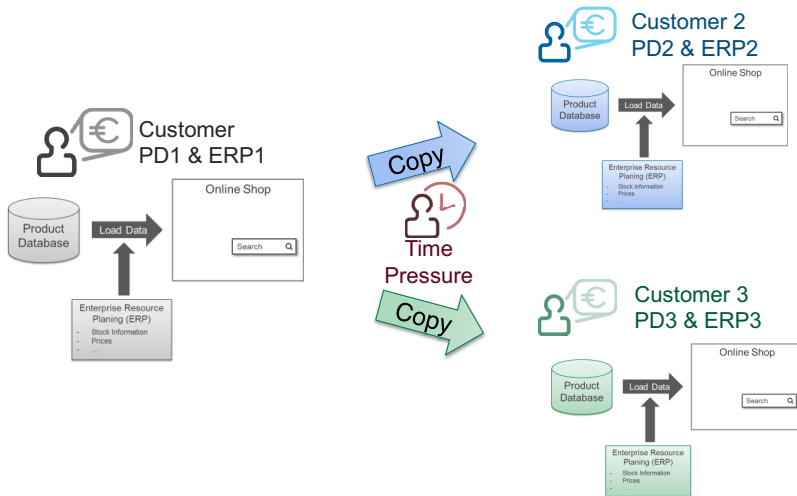 Customer
PD1 & ERP1
Online Shop
Product
Database
Load Data
Search
Enterprise Resource
Planing (ERP)
- Stock Information
- Prices
- ...
Copy
Time
Pressure
Copy
Customer 2
PD2 & ERP2
Online Shop
Product
Database
Load Data
Search
Enterprise Resource
Planing (ERP)
- Stock Information
- Prices
- ...
Customer 3
PD3 & ERP3
Online Shop
Product
Database
Load Data
Search
Enterprise Resource
Planing (ERP)
- Stock Information
- Prices
- ...